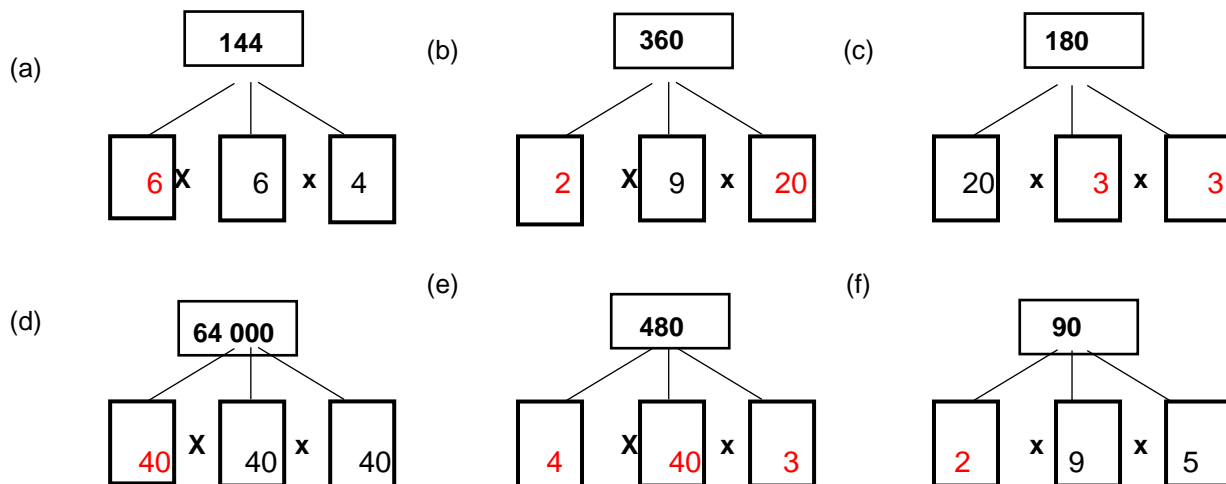 144 360 180
(a) (b) (c)
6 X 6 x 4 2 X 9 x 20 20 x 3 x 3
(d) (e) (f)
64 000 480 90
40 X 40 x 40 4 X 40 x 3 2 x 9 x 5